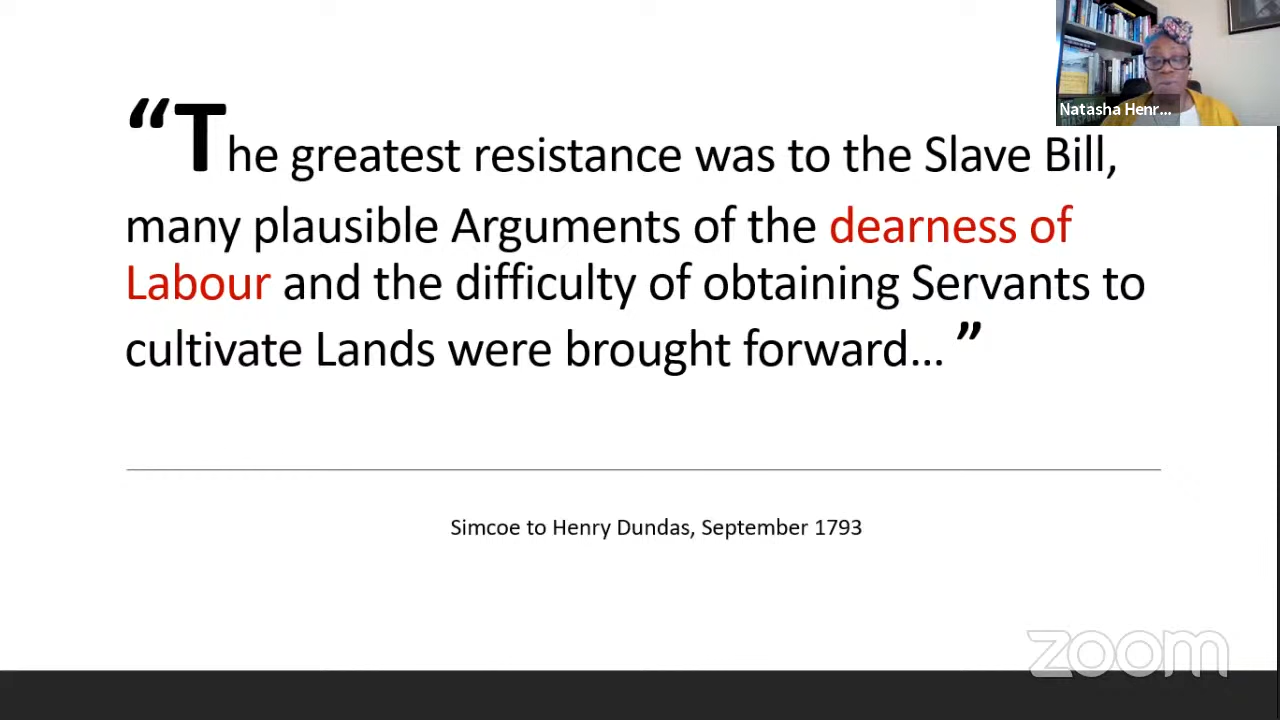 Natasha Henr...
“The greatest resistance was to the Slave Bill,
many plausible Arguments of the dearness of
Labour and the difficulty of obtaining Servants to
cultivate Lands were brought forward... ”
Simcoe to Henry Dundas, September 1793
zoom